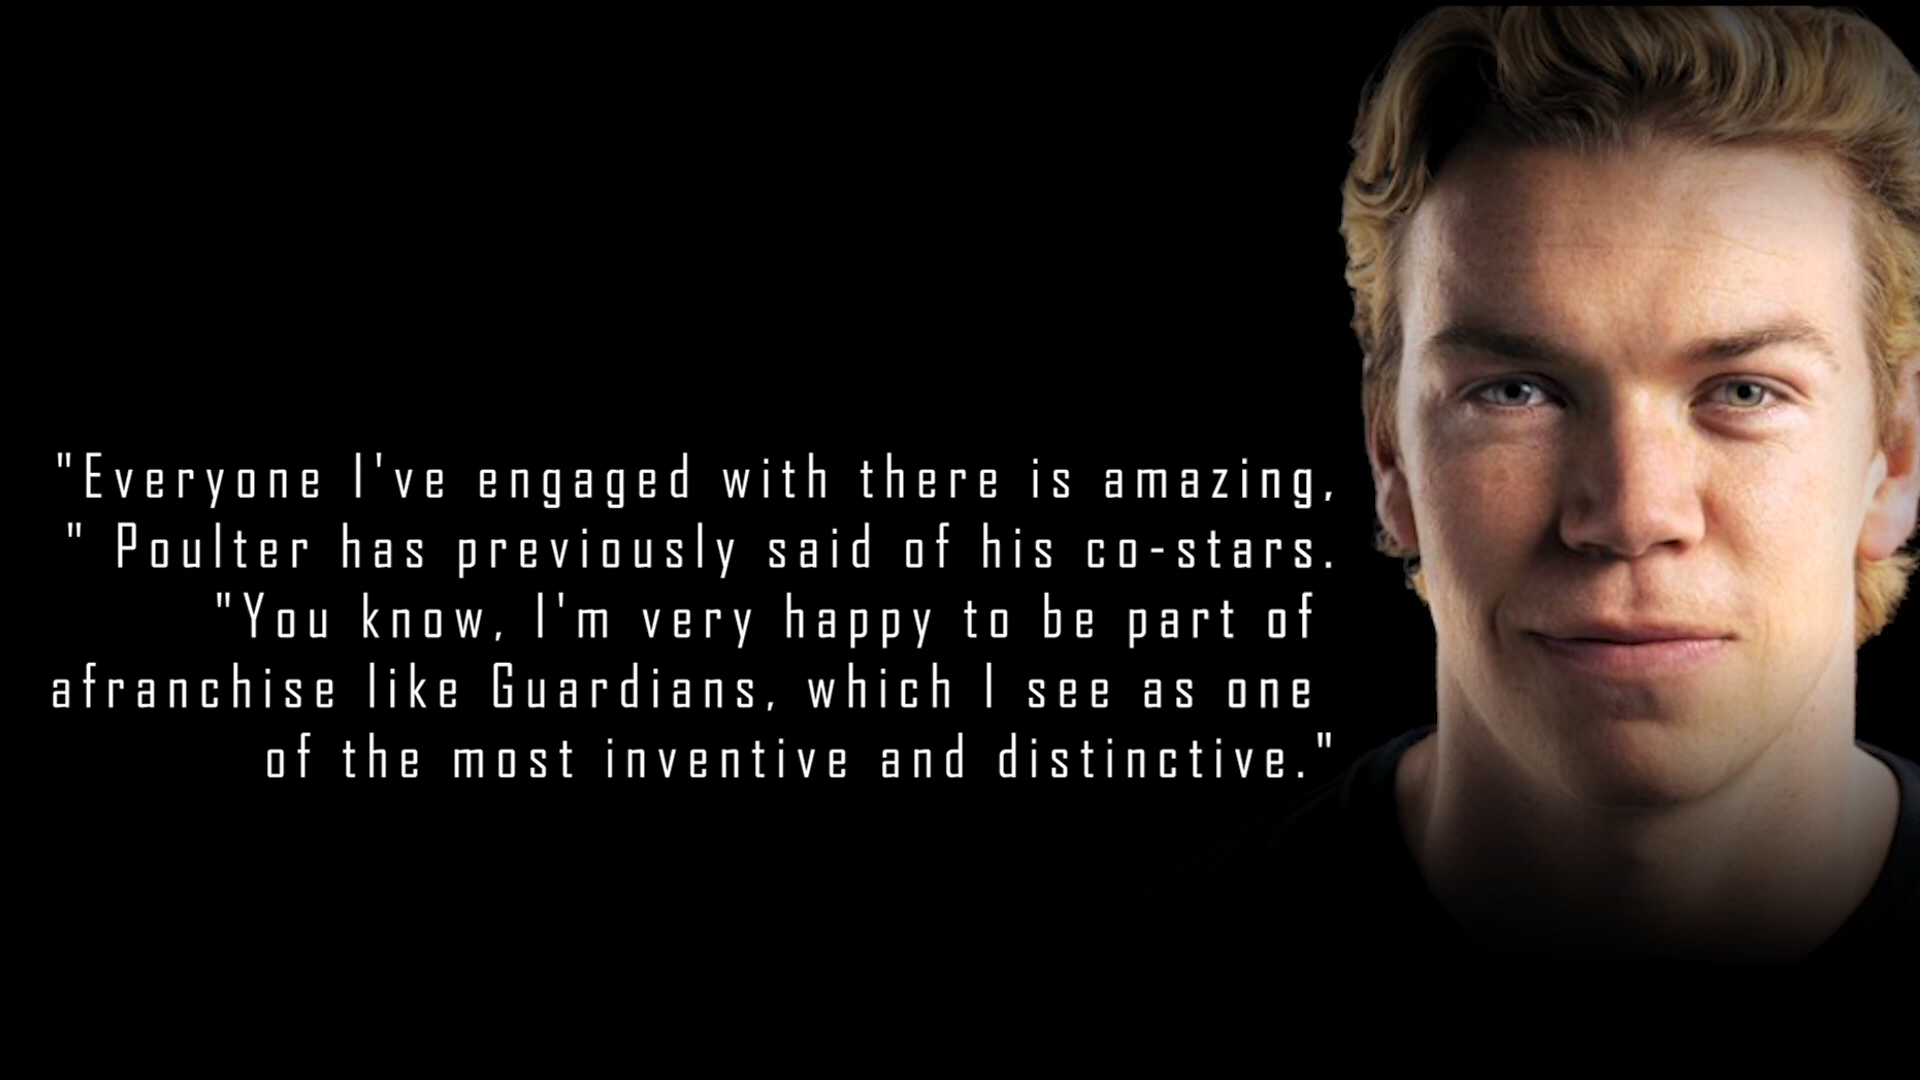 "Everyone I've engaged with there is amazing,
" Poulter has previously said of his co-stars.
"You know, I'm very happy to be part of
afranchise like Guardians, which I see as one
of the most inventive and distinctive."